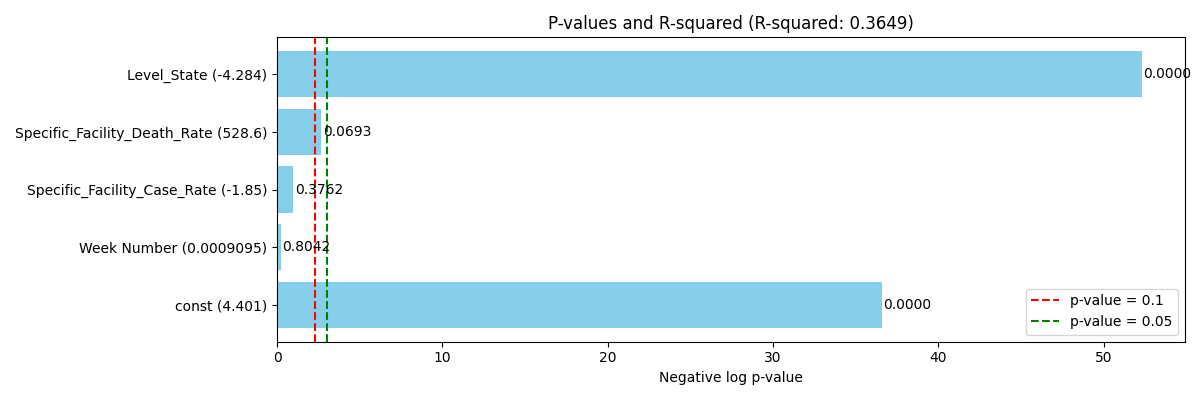 P-values and R-squared (R-squared: 0.3649)
Level_State (-4.284)
0.0000
Specific_Facility_Death_Rate (528.6)
0.0693
Specific_Facility_Case_Rate (-1.85)
0.3762
Week Number (0.0009095)
0.8042
const (4.401)
0.0000
p-value = 0.1
p-value = 0.05
0 10 20 30 40 50
Negative log p-value